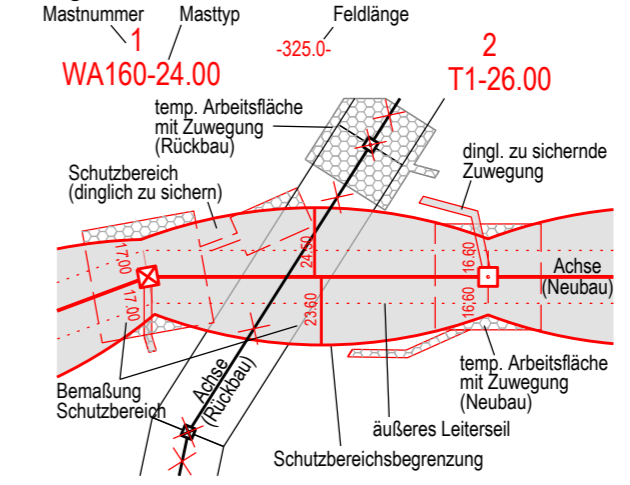 Mastnummer
Masttyp
Feldlänge
1
-325.0-
2
WA160-24.00
T1-26.00
temp. Arbeitsfläche
mit Zuwegung
(Rückbau)
dingl. zu sichernde
Zuwegung
Schutzbereich
(dinglich zu sichern)
17.00
17.00
24.50
23.60
16.60
16.60
Achse
(Neubau)
Achse
(Rückbau)
Bemaßung
Schutzbereich
temp. Arbeitsfläche
mit Zuwegung
(Neubau)
äußeres Leiterseil
Schutzbereichsbegrenzung